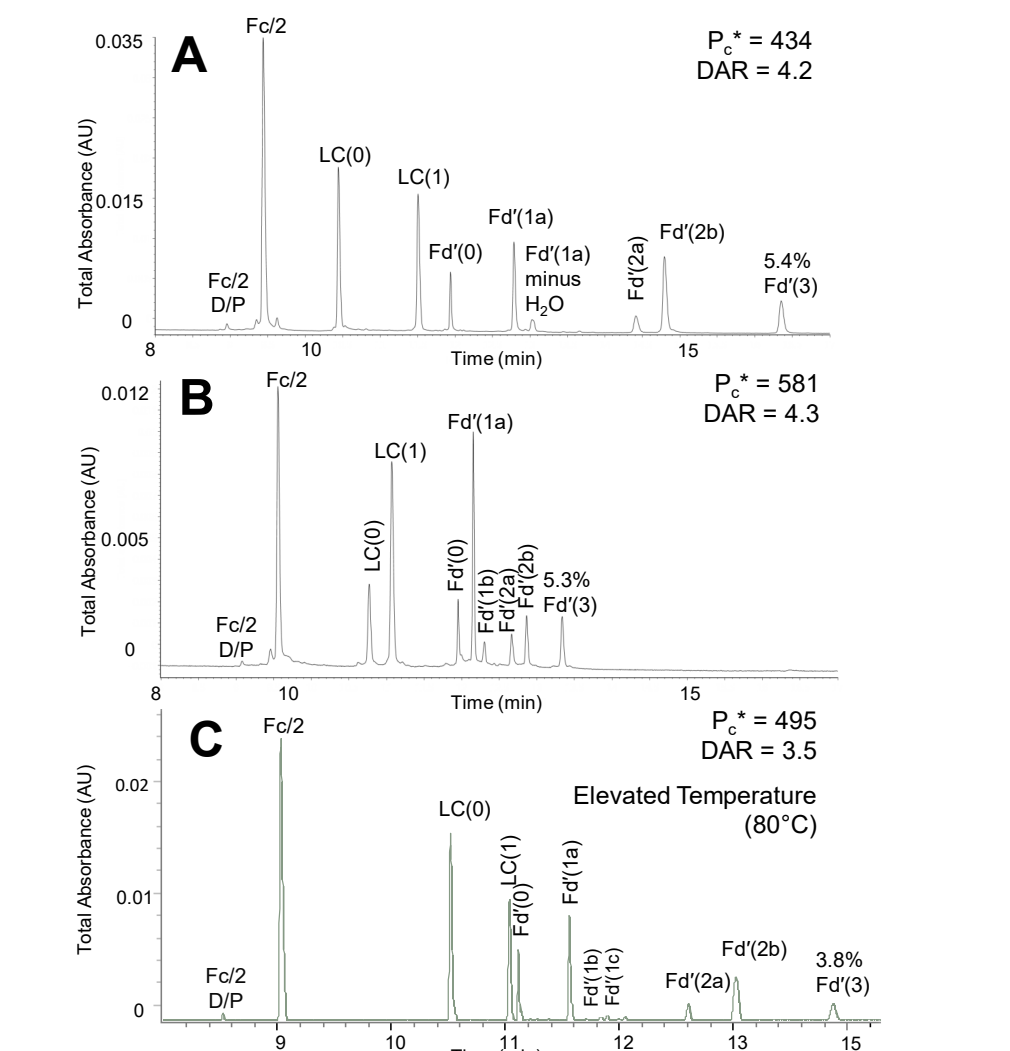 A
P_c* = 434
DAR = 4.2
Total Absorbance (AU)
0.035
0.015
0
Fc/2
D/P
Fc/2
LC(0)
LC(1)
Fd′(0)
Fd′(1a)
Fd′(1a)
minus
H₂O
Fd′(2a)
Fd′(2b)
5.4%
Fd′(3)
8
10
15
Time (min)
B
P_c* = 581
DAR = 4.3
Total Absorbance (AU)
0.012
0.005
0
Fc/2
D/P
Fc/2
LC(0)
LC(1)
Fd′(0)
Fd′(1a)
Fd′(1b)
Fd′(2a)
Fd′(2b)
5.3%
Fd′(3)
8
10
15
Time (min)
C
P_c* = 495
DAR = 3.5
Elevated Temperature
(80°C)
Total Absorbance (AU)
0.02
0.01
0
Fc/2
D/P
Fc/2
LC(0)
LC(1)
Fd′(0)
Fd′(1a)
Fd′(1b)
Fd′(1c)
Fd′(2a)
Fd′(2b)
3.8%
Fd′(3)
9
10
11
12
13
15